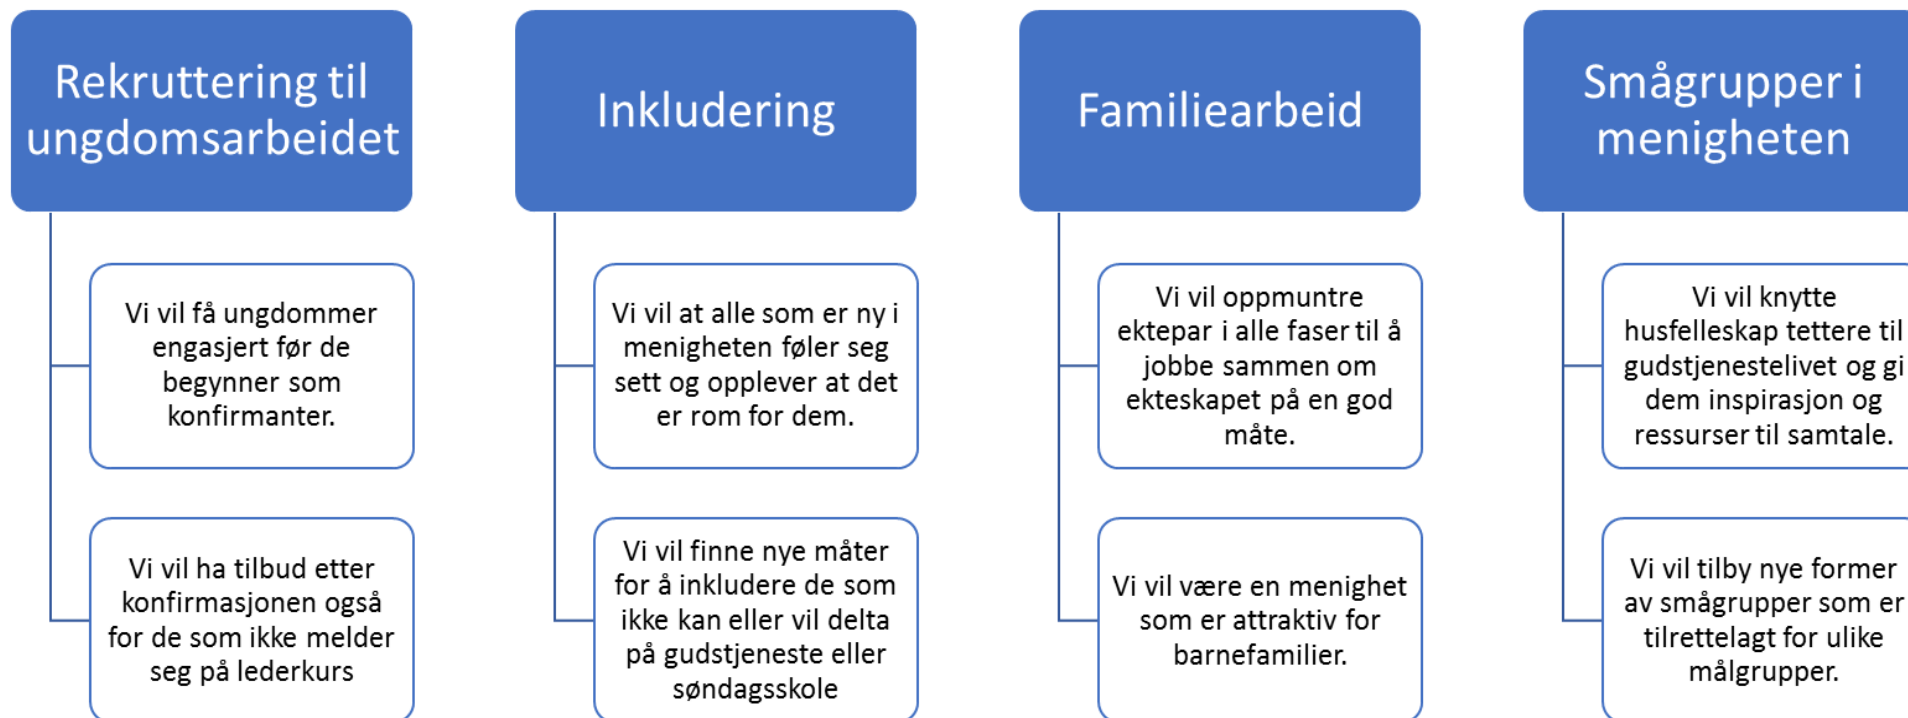 Rekruttering til
ungdomsarbeidet
Vi vil få ungdommer
engasjert før de
begynner som
konfirmanter.
Vi vil ha tilbud etter
konfirmasjonen også
for de som ikke melder
seg på lederkurs
Inkludering
Vi vil at alle som er ny i
menigheten føler seg
sett og opplever at det
er rom for dem.
Vi vil finne nye måter
for å inkludere de som
ikke kan eller vil delta
på gudstjeneste eller
søndagsskole
Familiearbeid
Vi vil oppmuntre
ektepar i alle faser til å
jobbe sammen om
ekteskapet på en god
måte.
Vi vil være en menighet
som er attraktiv for
barnefamilier.
Smågrupper i
menigheten
Vi vil knytte
husfelleskap tettere til
gudstjenestelivet og gi
dem inspirasjon og
ressurser til samtale.
Vi vil tilby nye former
av smågrupper som er
tilrettelagt for ulike
målgrupper.